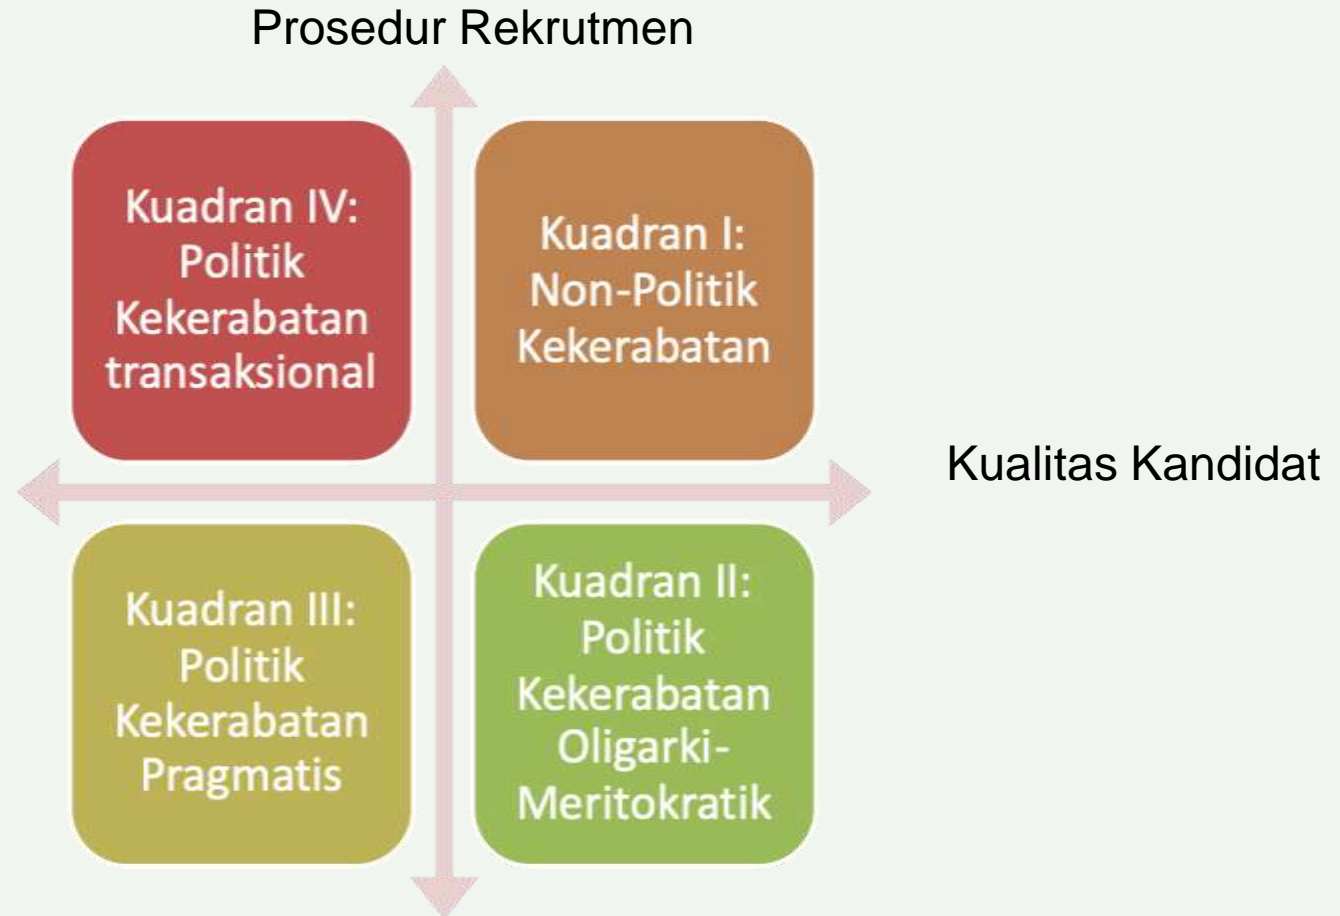 Prosedur Rekrutmen
Kuadran IV:
Politik
Kekerabatan
transaksional
Kuadran I:
Non-Politik
Kekerabatan
Kualitas Kandidat
Kuadran III:
Politik
Kekerabatan
Pragmatis
Kuadran II:
Politik
Kekerabatan
Oligarki-
Meritokratik